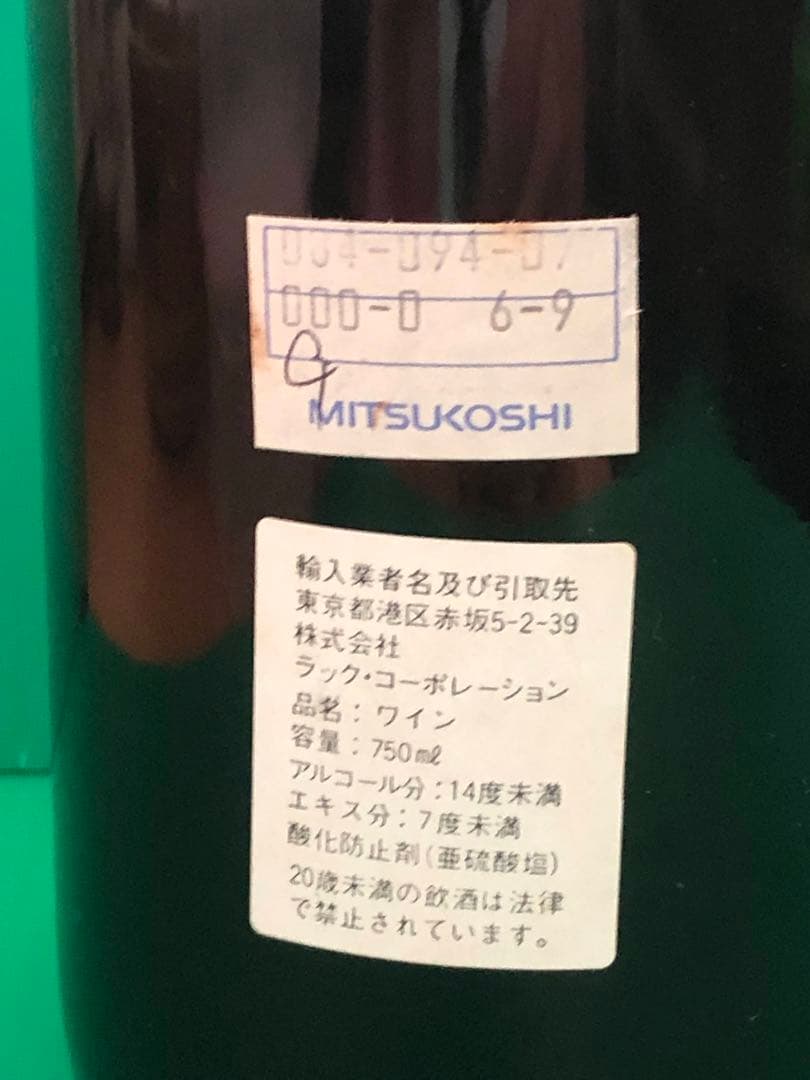 034-094-07
000-0 6-9
MITSUKOSHI
輸入業者名及び引取先
東京都港区赤坂5-2-39
株式会社
ラック・コーポレーション
品名：ワイン
容量：750㎖
アルコール分：14度未満
エキス分：7度未満
酸化防止剤(亜硫酸塩)
20歳未満の飲酒は法律
で禁止されています。